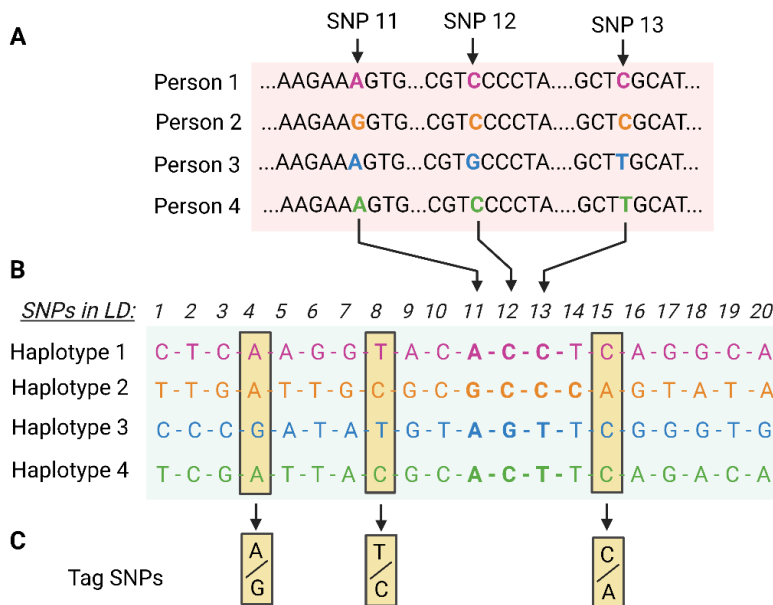 A
SNP 11 SNP 12 SNP 13
Person 1 ...AAGAAAGTG...CGTCCCCTA....GCTCGCAT...
Person 2 ...AAGAAGGTG...CGTCCCCTA....GCTCGCAT...
Person 3 ...AAGAAAGTG...CGTGCCCTA....GCTTGCAT...
Person 4 ...AAGAAAGTG...CGTCCCCTA....GCTTGCAT...
B
SNPs in LD: 1 2 3 4 5 6 7 8 9 10 11 12 13 14 15 16 17 18 19 20
Haplotype 1 C-T-C-A-A-G-G-T-A-C-A-C-C-T-C-A-G-G-C-A
Haplotype 2 T-T-G-A-T-T-G-C-G-C-G-C-C-C-A-G-T-A-T-A
Haplotype 3 C-C-C-G-A-T-A-T-G-T-A-G-T-T-C-G-G-G-T-G
Haplotype 4 T-C-G-A-T-T-A-C-G-C-A-C-T-T-C-A-G-A-C-A
C
Tag SNPs A/G T/C C/A